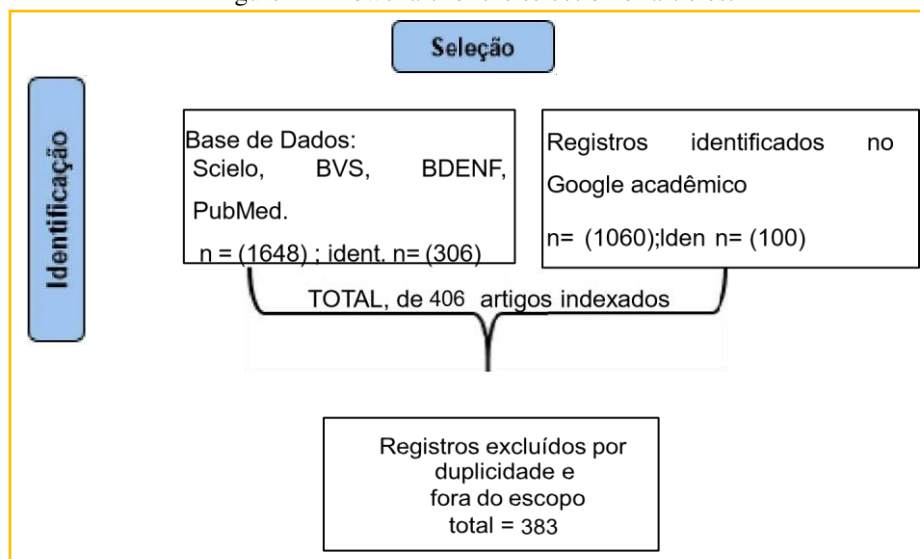 Seleção
Identificação
Base de Dados:
Scielo, BVS, BDENF,
PubMed.
n = (1648) ; ident. n= (306)
Registros identificados no
Google acadêmico
n= (1060);Iden n= (100)
TOTAL, de 406 artigos indexados
Registros excluídos por
duplicidade e
fora do escopo
total = 383